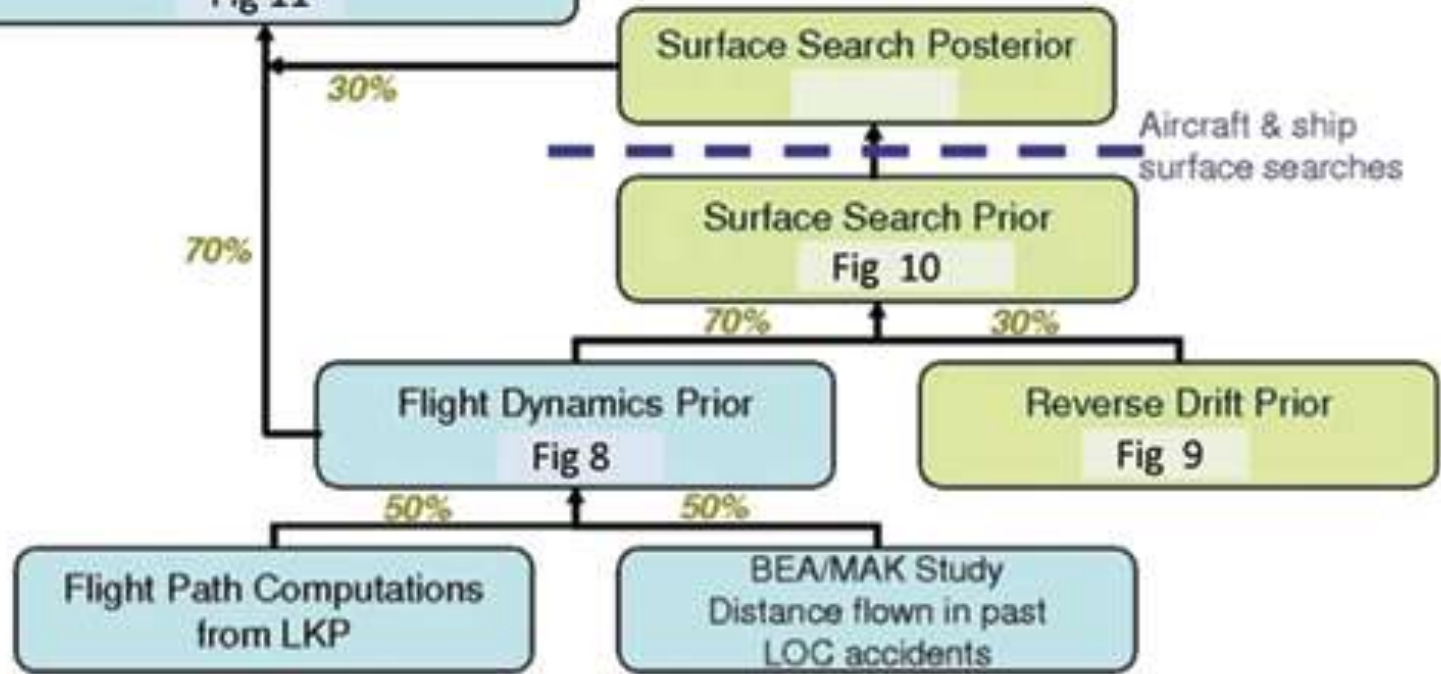 Fig 11
Surface Search Posterior
30%
Aircraft & ship
surface searches
Surface Search Prior
Fig 10
70%
70%
30%
Flight Dynamics Prior
Fig 8
Reverse Drift Prior
Fig 9
50%
50%
Flight Path Computations
from LKP
BEA/MAK Study
Distance flown in past
LOC accidents